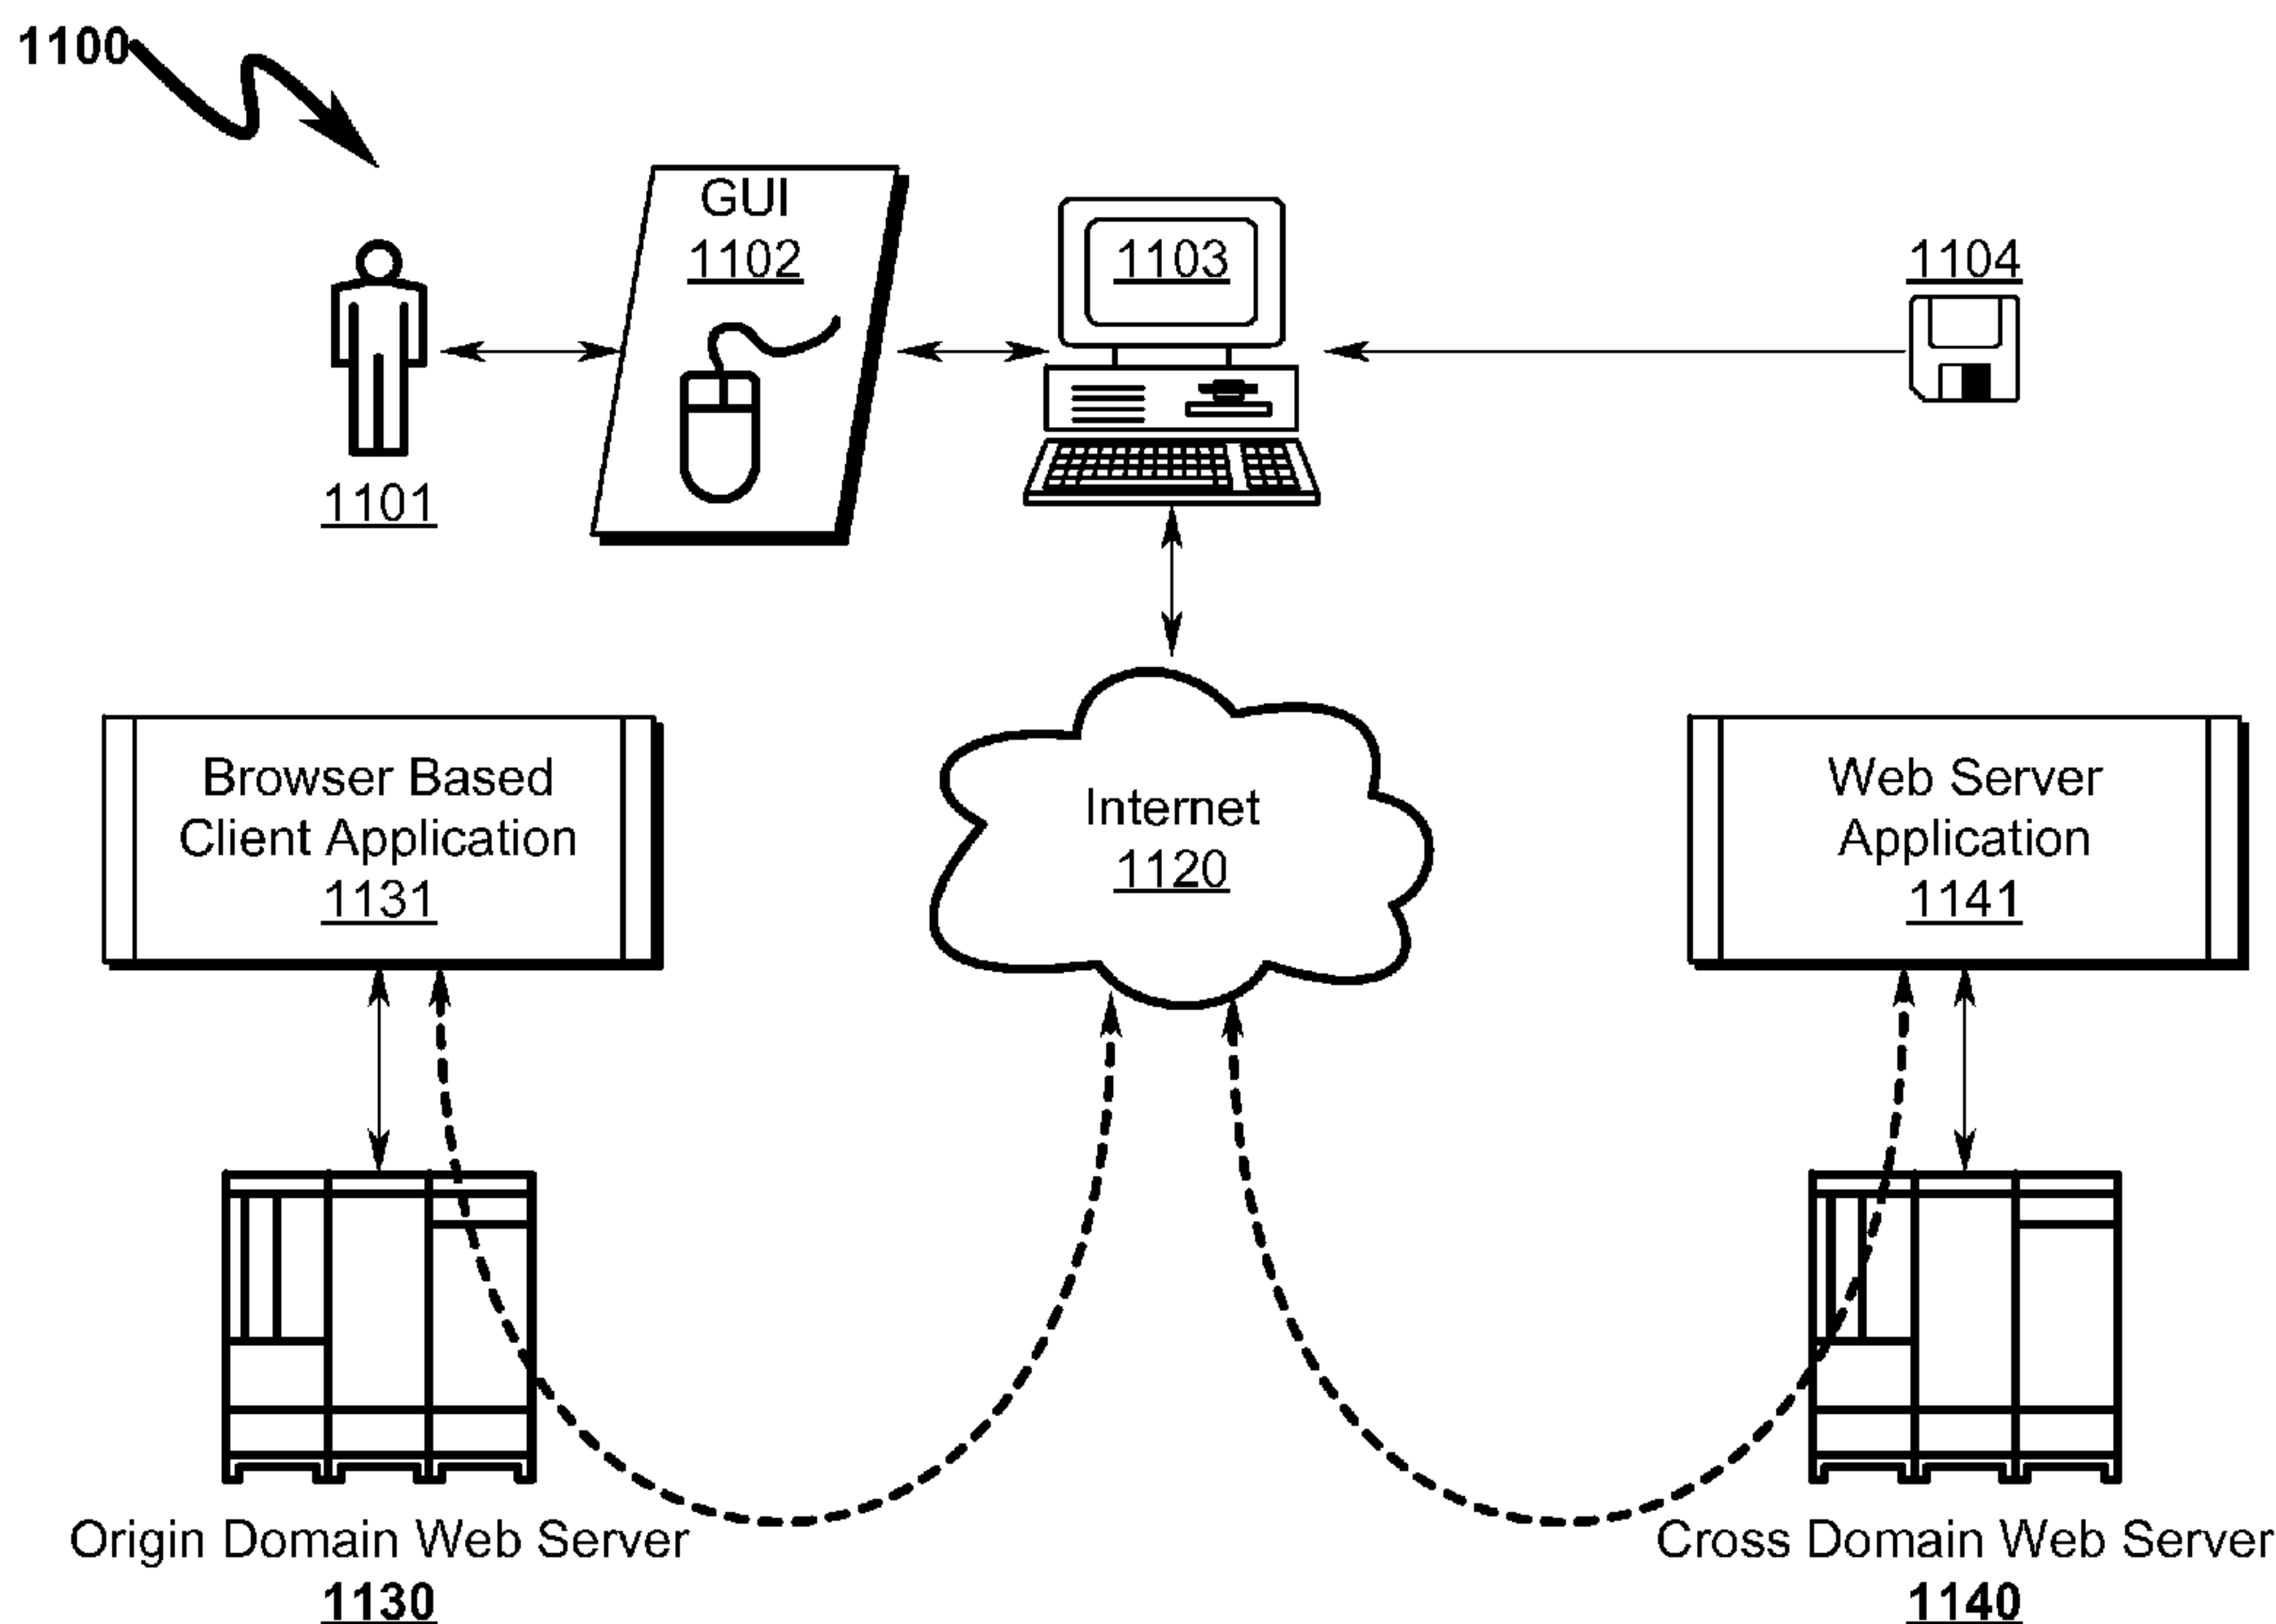 1100
GUI
1102
1103
1104
1101
Browser Based
Client Application
1131
Internet
1120
Web Server
Application
1141
Origin Domain Web Server
1130
Cross Domain Web Server
1140